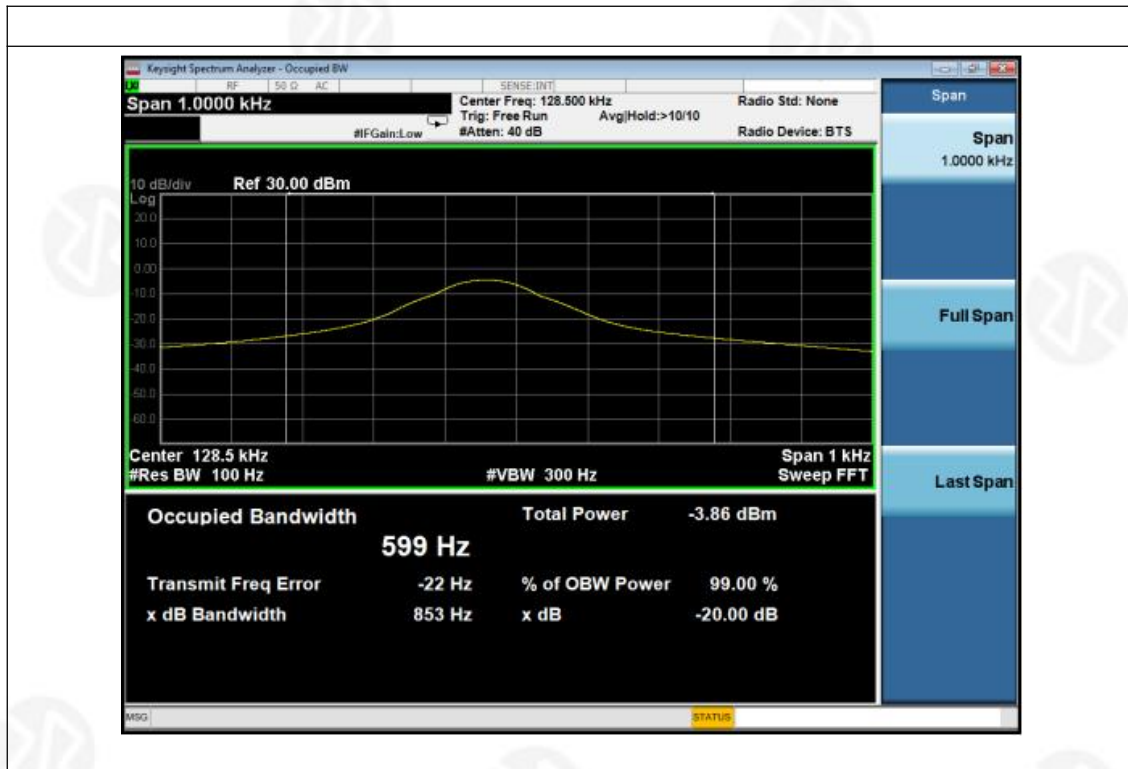 Keysight Spectrum Analyzer - Occupied BW
LXI RF 50 Ω AC SENSE:INT
Span 1.0000 kHz
Center Freq: 128.500 kHz Radio Std: None
Trig: Free Run Avg|Hold:>10/10
#IFGain:Low #Atten: 40 dB Radio Device: BTS
10 dB/div Ref 30.00 dBm
Log
20.0
10.0
0.00
-10.0
-20.0
-30.0
-40.0
-50.0
-60.0
Center 128.5 kHz Span 1 kHz
#Res BW 100 Hz #VBW 300 Hz Sweep FFT
Occupied Bandwidth Total Power -3.86 dBm
599 Hz
Transmit Freq Error -22 Hz % of OBW Power 99.00 %
x dB Bandwidth 853 Hz x dB -20.00 dB
MSG STATUS
Span
Span
1.0000 kHz
Full Span
Last Span